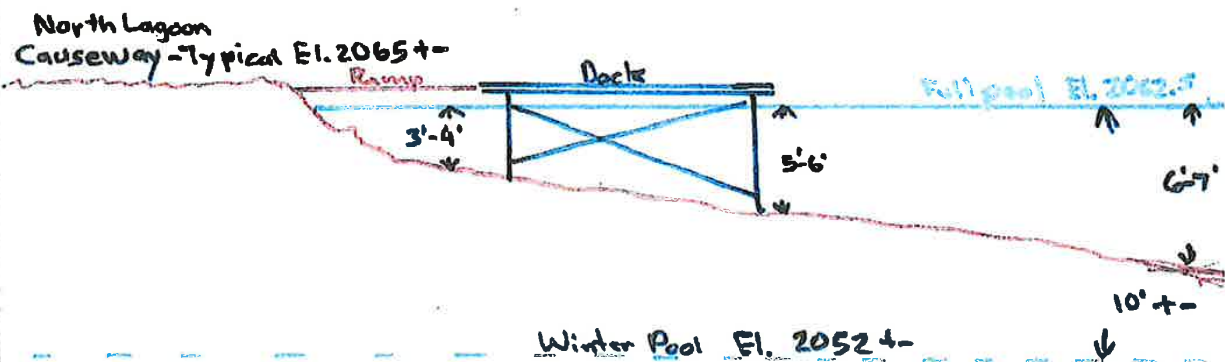 North Lagoon
Causeway - Typical El. 2065 +-
Ramp
Dock
Full pool El. 2062.5
3'-4'
5'-6'
6'-7'
10' +-
Winter Pool El. 2052 +-